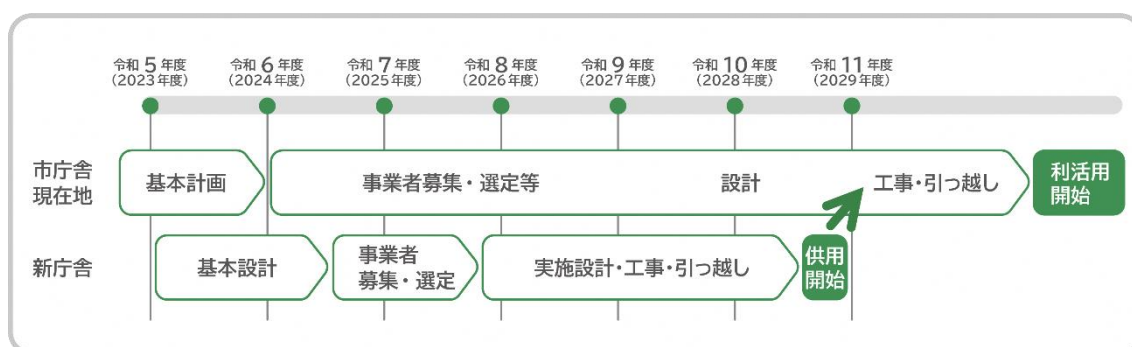 令和5年度 令和6年度 令和7年度 令和8年度 令和9年度 令和10年度 令和11年度
(2023年度) (2024年度) (2025年度) (2026年度) (2027年度) (2028年度) (2029年度)
市庁舎
現在地
基本計画
事業者募集・選定等
設計
工事・引っ越し
利活用
開始
新庁舎
基本設計
事業者
募集・選定
実施設計・工事・引っ越し
供用
開始